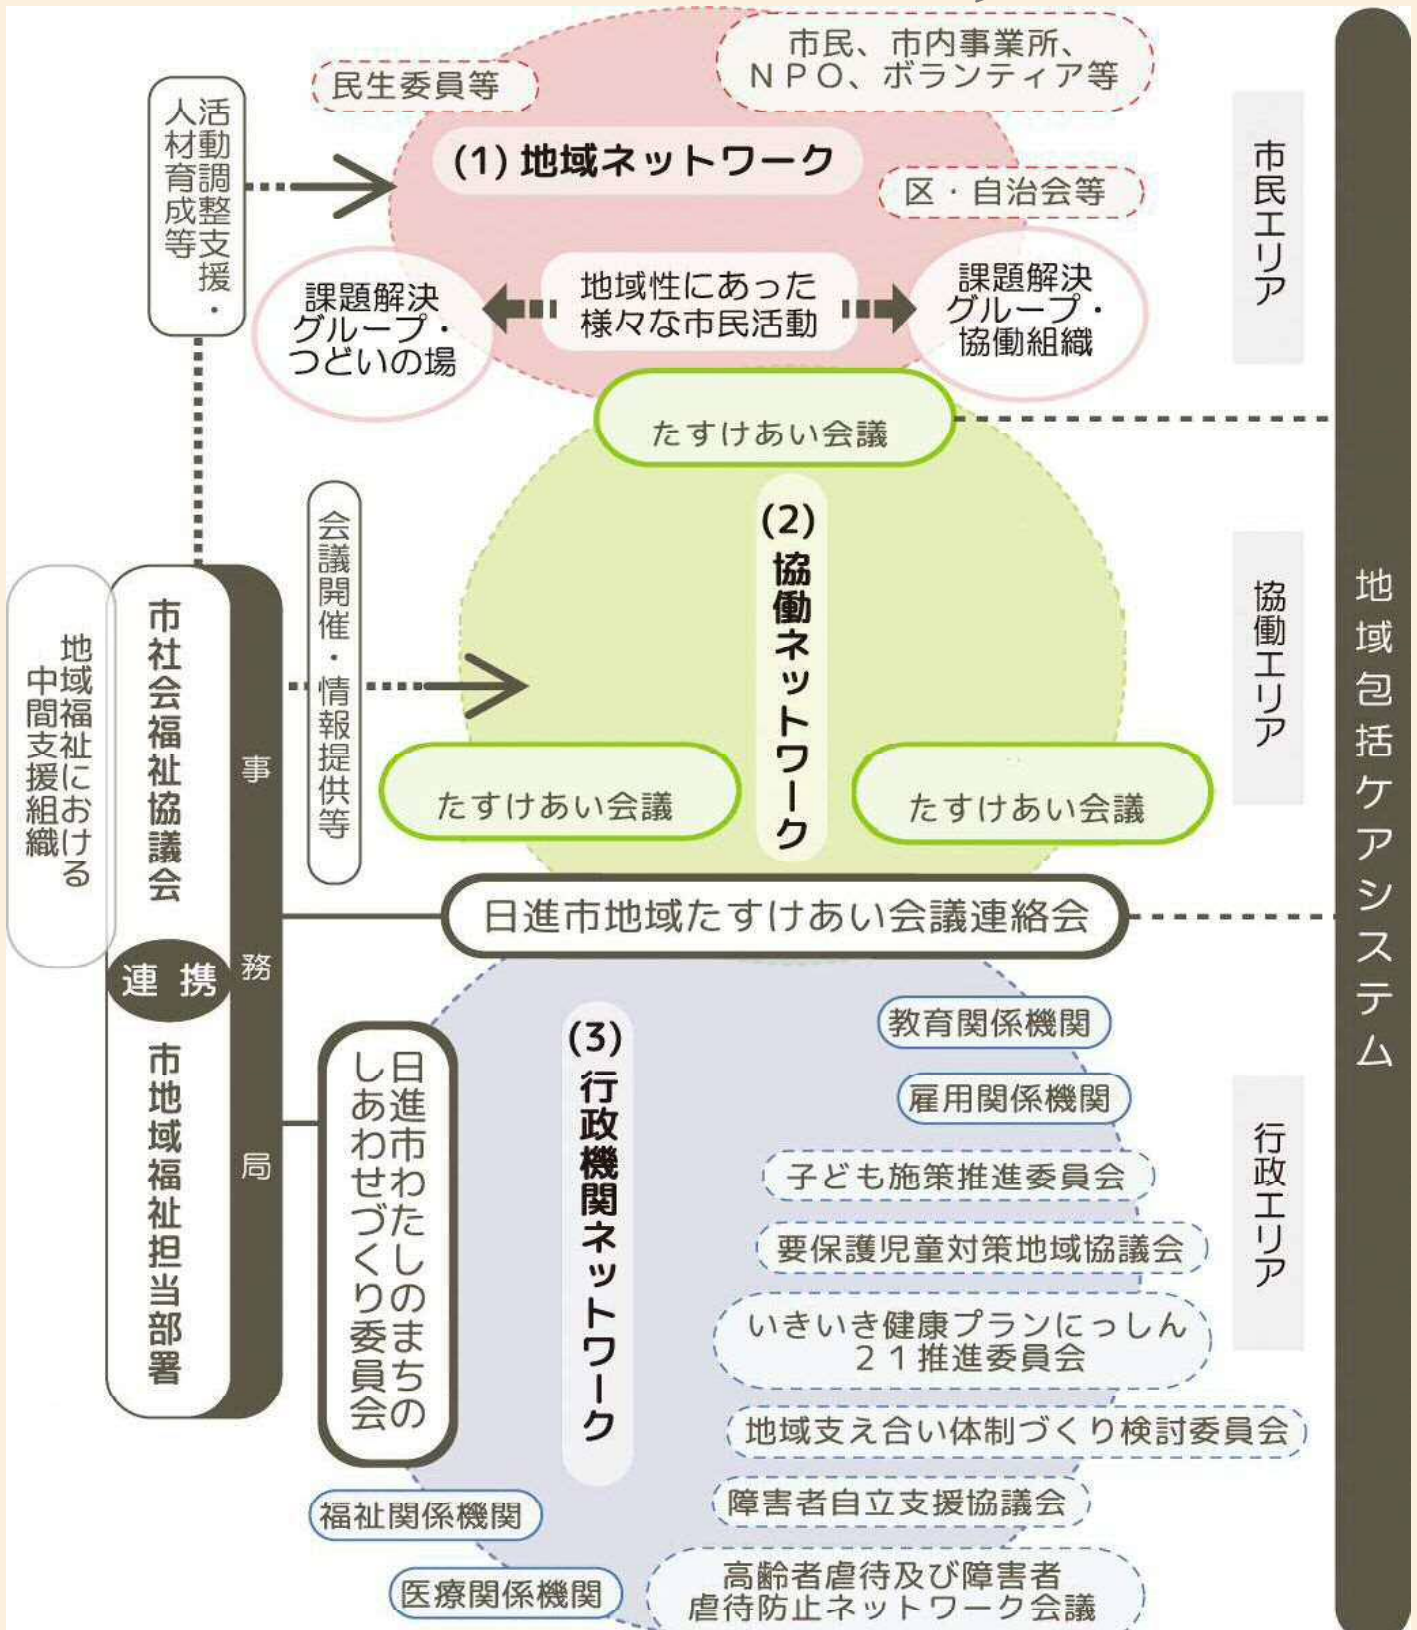 市民、市内事業所、
ＮＰＯ、ボランティア等
民生委員等
(1) 地域ネットワーク
区・自治会等
活動調整支援・
人材育成等
課題解決
グループ・
つどいの場
地域性にあった
様々な市民活動
課題解決
グループ・
協働組織
市民エリア
たすけあい会議
(2) 協働ネットワーク
会議開催・情報提供等
たすけあい会議
たすけあい会議
協働エリア
地域包括ケアシステム
地域福祉における
中間支援組織
市社会福祉協議会
連携
市地域福祉担当部署
事務局
日進市地域たすけあい会議連絡会
日進市わたしのまちの
しあわせづくり委員会
(3) 行政機関ネットワーク
教育関係機関
雇用関係機関
子ども施策推進委員会
要保護児童対策地域協議会
いきいき健康プランにっしん
２１推進委員会
地域支え合い体制づくり検討委員会
障害者自立支援協議会
高齢者虐待及び障害者
虐待防止ネットワーク会議
福祉関係機関
医療関係機関
行政エリア